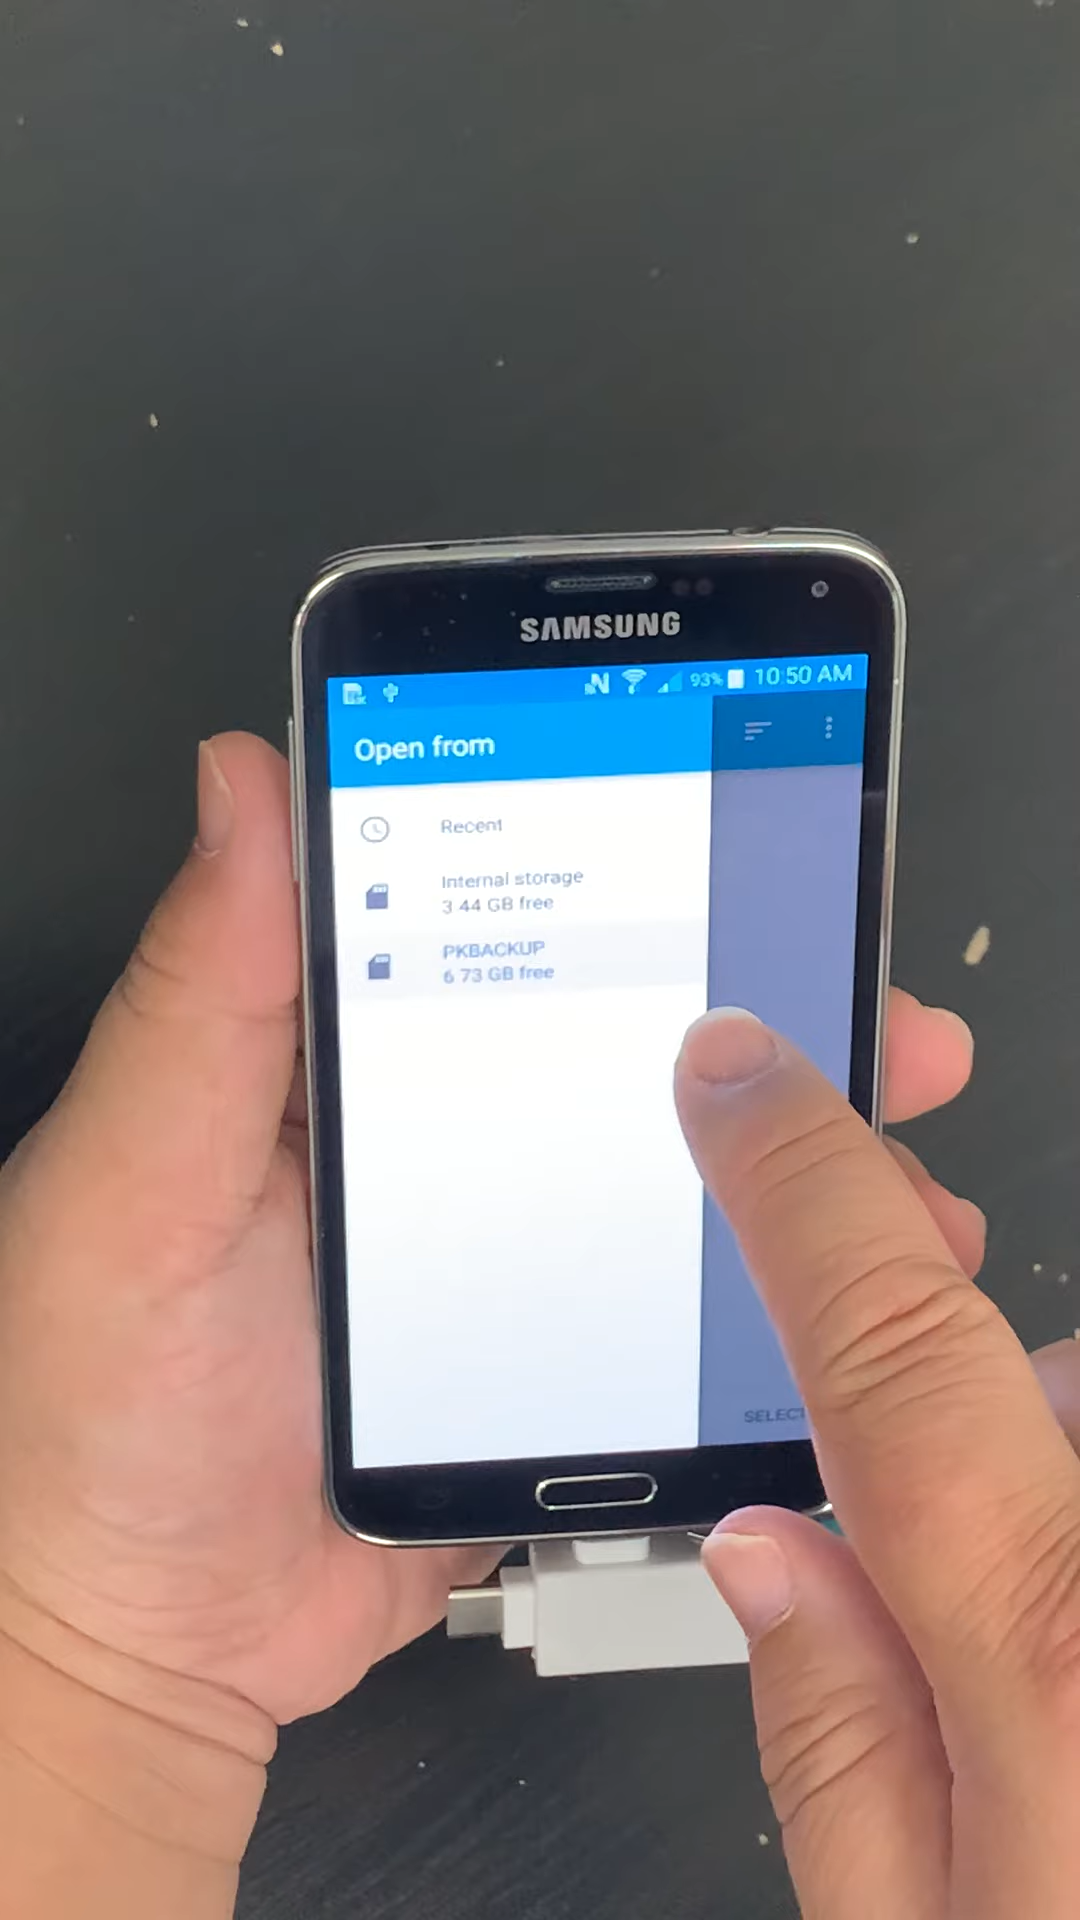 SAMSUNG
93% 10:50 AM
Open from
Recent
Internal storage
3.44 GB free
PKBACKUP
6.73 GB free
SELECT